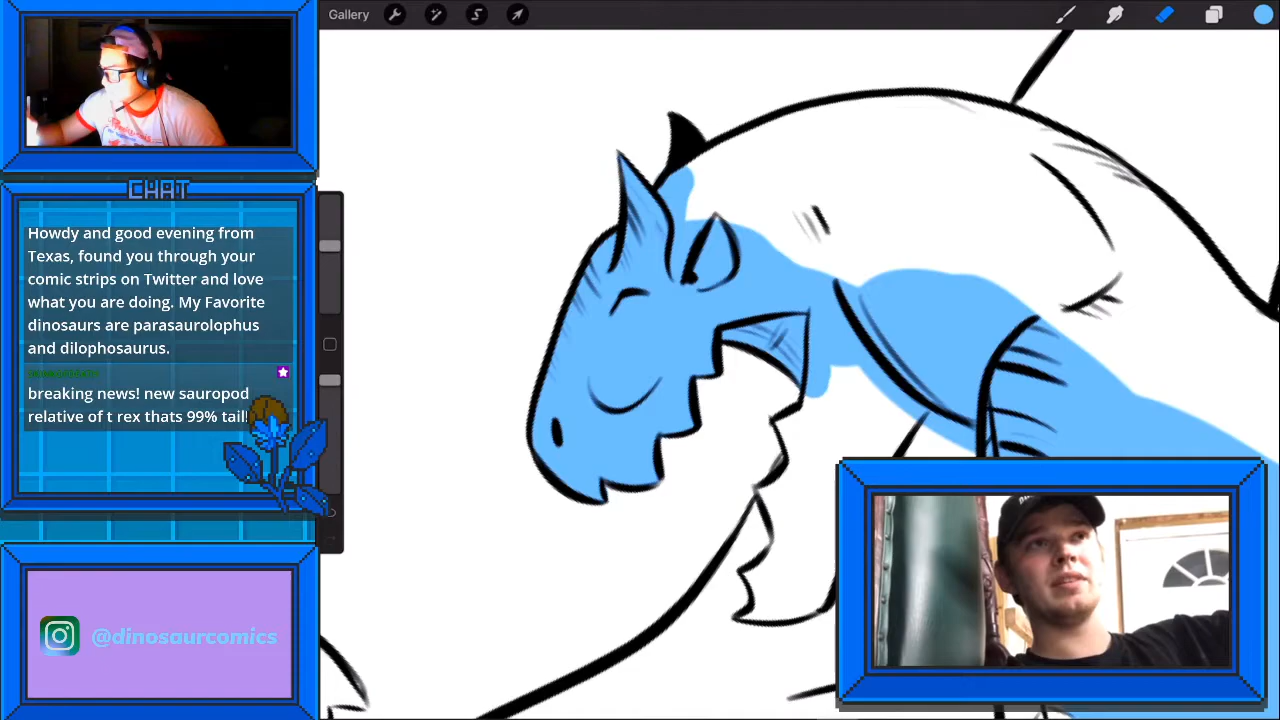 Gallery
CHAT
Howdy and good evening from
Texas, found you through your
comic strips on Twitter and love
what you are doing. My Favorite
dinosaurs are parasaurolophus
and dilophosaurus.
breaking news! new sauropod
relative of t rex thats 99% tail!
@dinosaurcomics